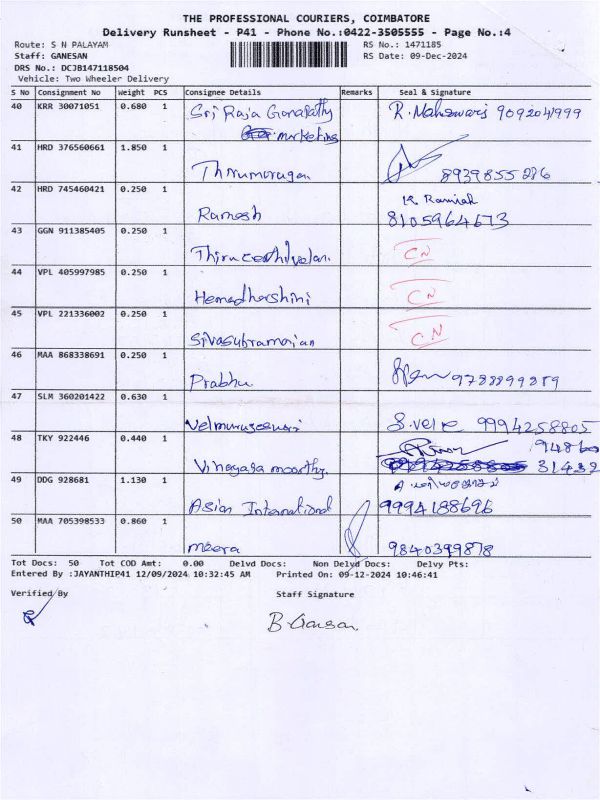 THE PROFESSIONAL COURIERS, COIMBATORE
Delivery Runsheet - P41 - Phone No.:0422-3505555 - Page No.:4
Route: S N PALAYAM RS No.: 1471185
Staff: GANESAN RS Date: 09-Dec-2024
DRS No.: DCJB147118504
Vehicle: Two Wheeler Delivery
S No Consignment No Weight PCS Consignee Details Remarks Seal & Signature
40 KRR 30071051 0.680 1 Sri Raja Ganapathy R. Maheswari 9092041999
marketing
41 HRD 376560661 1.850 1
Thirumurugan 8939855286
42 HRD 745460421 0.250 1 K Ramiah
Ramesh 8105964673
43 GGN 911385405 0.250 1
CN
44 VPL 405997985 0.250 1
Hemadharshini CN
45 VPL 221336002 0.250 1
CN
46 MAA 868338691 0.250 1
Prabhu
47 SLM 360201422 0.630 1
S.vel 9994258805
48 TKY 922446 0.440 1
Vinayaga moorthy
49 DDG 928681 1.130 1
Asian International 9994188696
50 MAA 705398533 0.860 1
meera 9840399878
Tot Docs: 50 Tot COD Amt: 0.00 Delvd Docs: Non Delvd Docs: Delvy Pts:
Entered By :JAYANTHIP41 12/09/2024 10:32:45 AM Printed On: 09-12-2024 10:46:41
Verified By Staff Signature